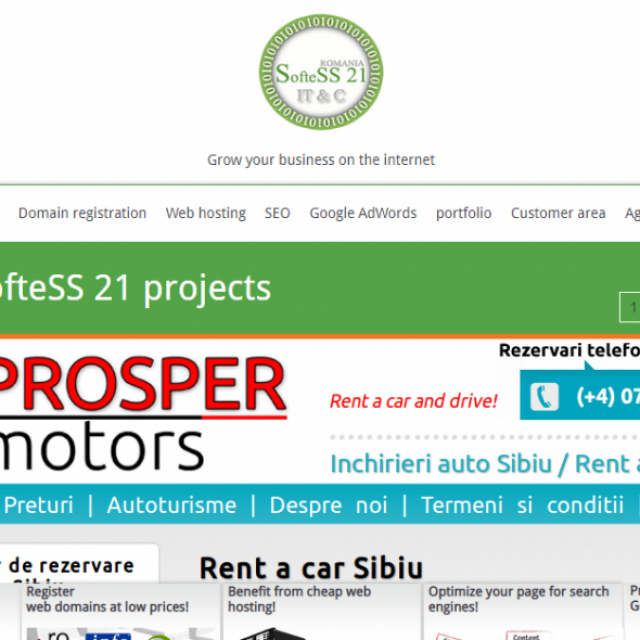 ROMANIA
SofteSS 21
IT & C
Grow your business on the internet
Domain registration Web hosting SEO Google AdWords portfolio Customer area Ag
ofteSS 21 projects
1
Rezervari telefo
PROSPER
motors
Rent a car and drive!
(+4) 07
Inchirieri auto Sibiu / Rent a
Preturi | Autoturisme | Despre noi | Termeni si conditii
de rezervare
Rent a car Sibiu
Register
web domains at low prices!
Benefit from cheap web
hosting!
Optimize your page for search
engines!
.ro
.info
Content